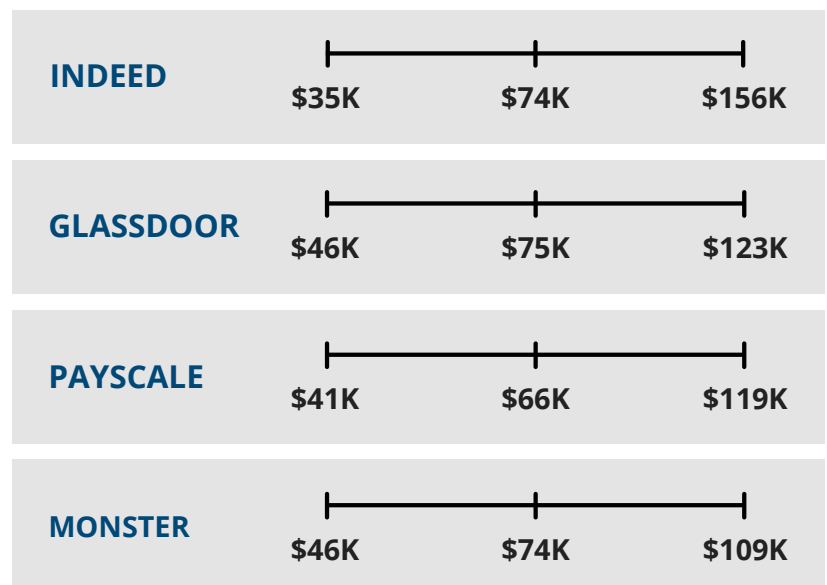 INDEED
$35K $74K $156K
GLASSDOOR
$46K $75K $123K
PAYSCALE
$41K $66K $119K
MONSTER
$46K $74K $109K